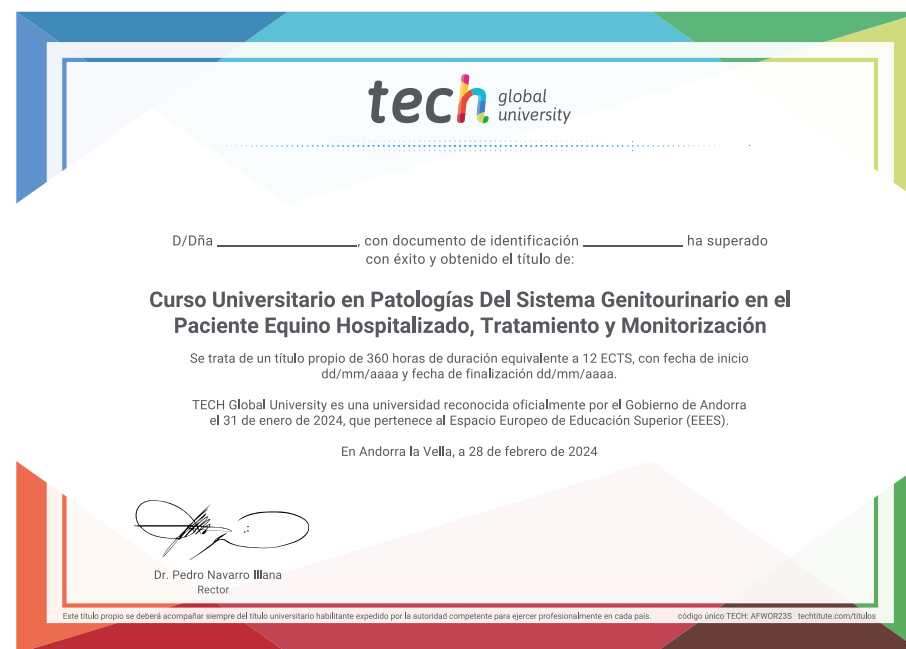 tech global university
D/Dña ____________________, con documento de identificación ______________ ha superado
con éxito y obtenido el título de:
Curso Universitario en Patologías Del Sistema Genitourinario en el
Paciente Equino Hospitalizado, Tratamiento y Monitorización
Se trata de un título propio de 360 horas de duración equivalente a 12 ECTS, con fecha de inicio
dd/mm/aaaa y fecha de finalización dd/mm/aaaa.
TECH Global University es una universidad reconocida oficialmente por el Gobierno de Andorra
el 31 de enero de 2024, que pertenece al Espacio Europeo de Educación Superior (EEES).
En Andorra la Vella, a 28 de febrero de 2024
Dr. Pedro Navarro Illana
Rector
Este título propio se deberá acompañar siempre del título universitario habilitante expedido por la autoridad competente para ejercer profesionalmente en cada país. código único TECH: AFWOR23S techtitute.com/titulos